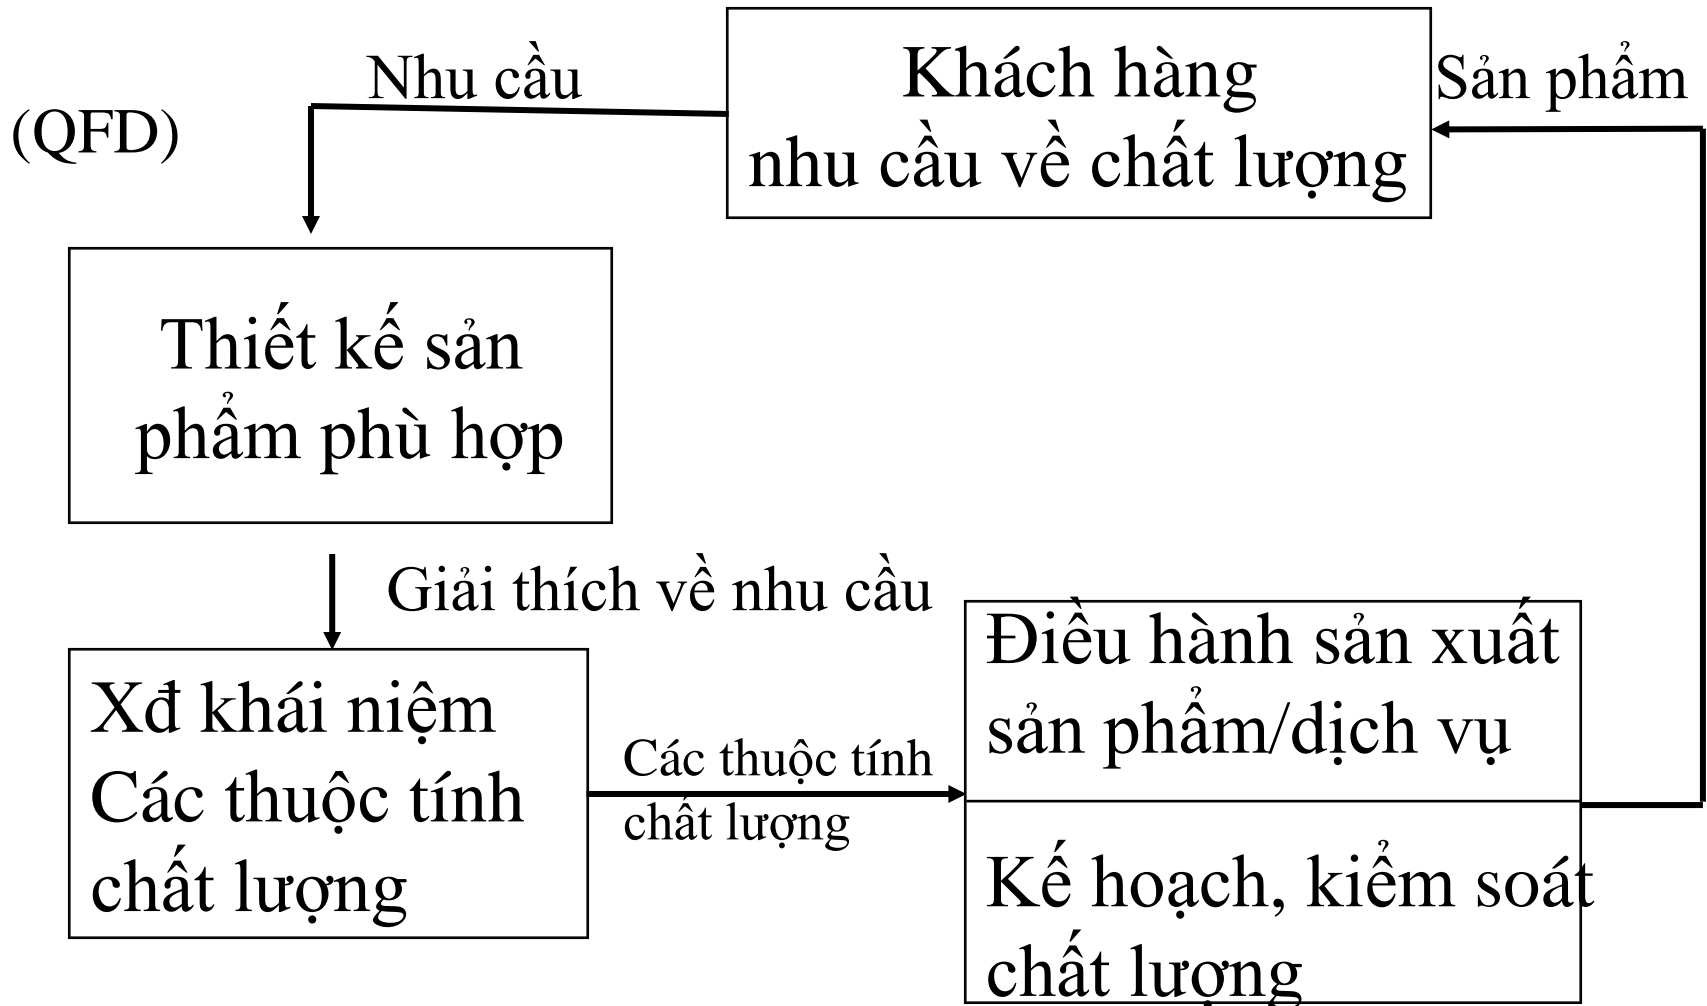 Nhu cầu
Khách hàng
nhu cầu về chất lượng
Sản phẩm
(QFD)
Thiết kế sản
phẩm phù hợp
Giải thích về nhu cầu
Xđ khái niệm
Các thuộc tính
chất lượng
Các thuộc tính
chất lượng
Điều hành sản xuất
sản phẩm/dịch vụ
Kế hoạch, kiểm soát
chất lượng